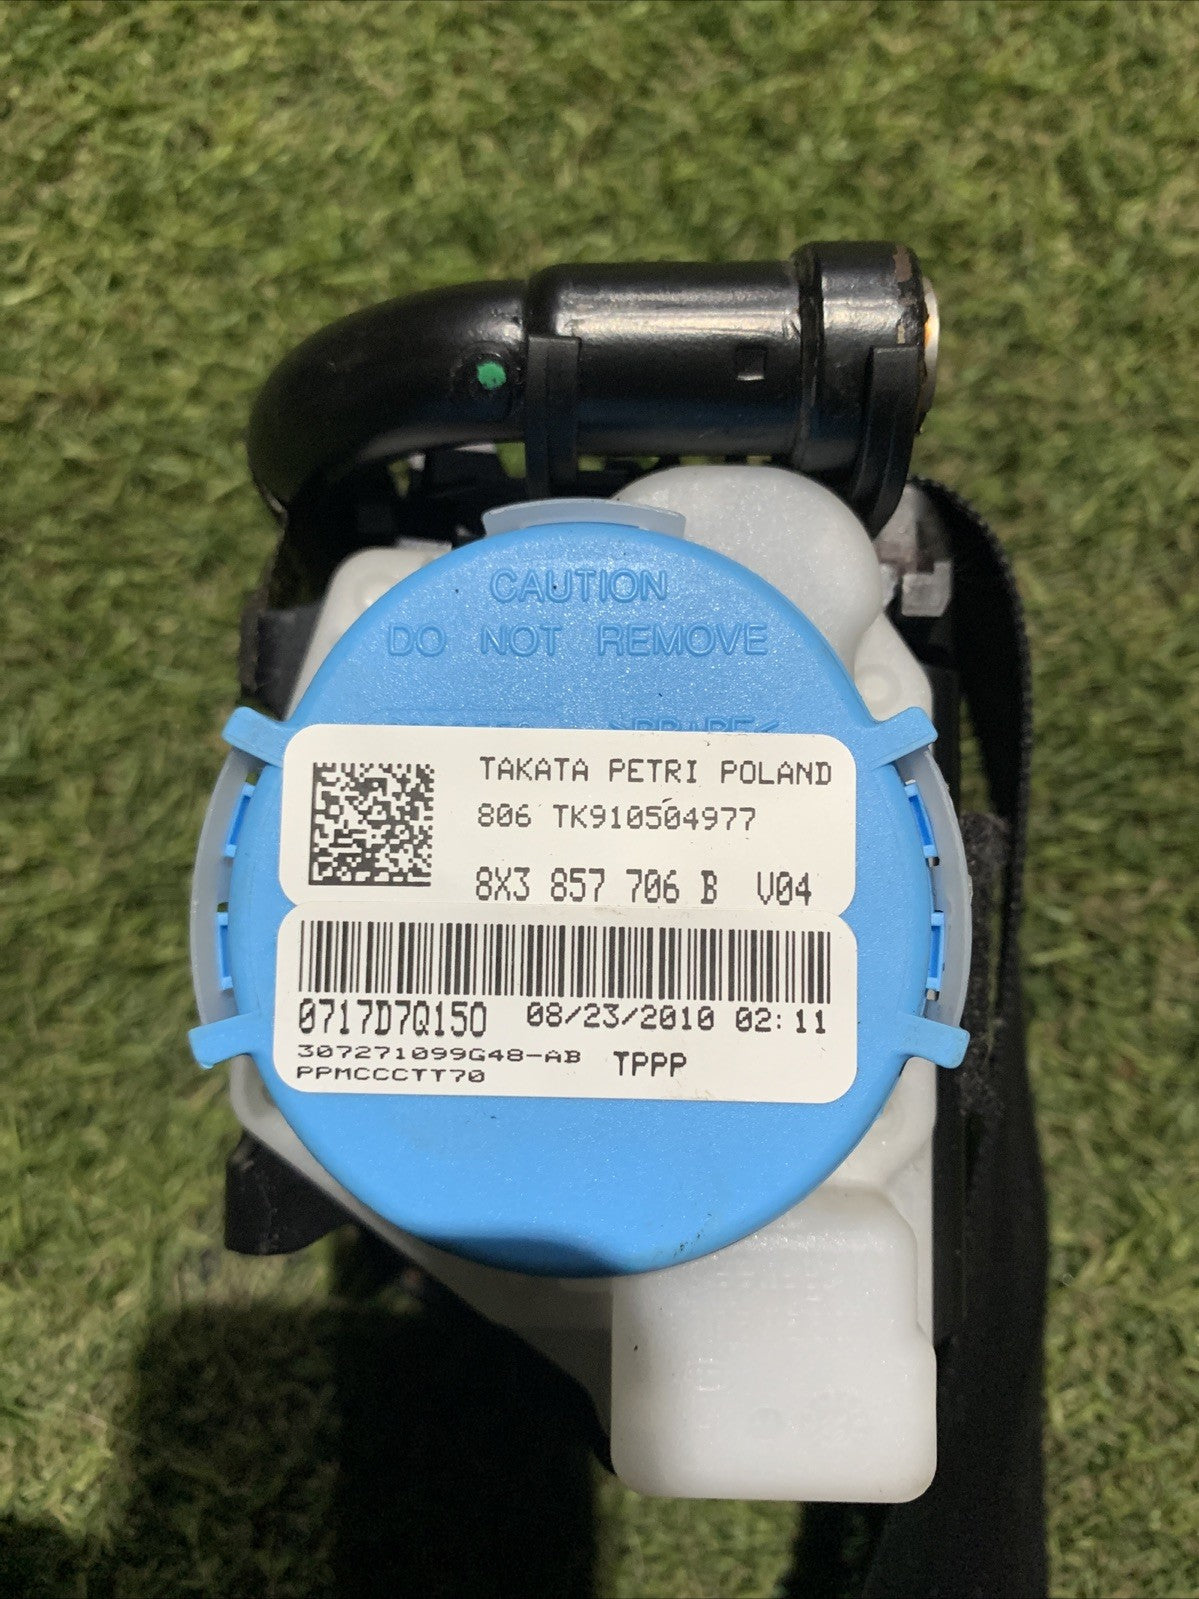 CAUTION
DO NOT REMOVE
TAKATA PETRI POLAND
806 TK910504977
8X3 857 706 B V04
0717D7Q150 08/23/2010 02:11
307271099G48-AB TPPP
PPMCCCTT70